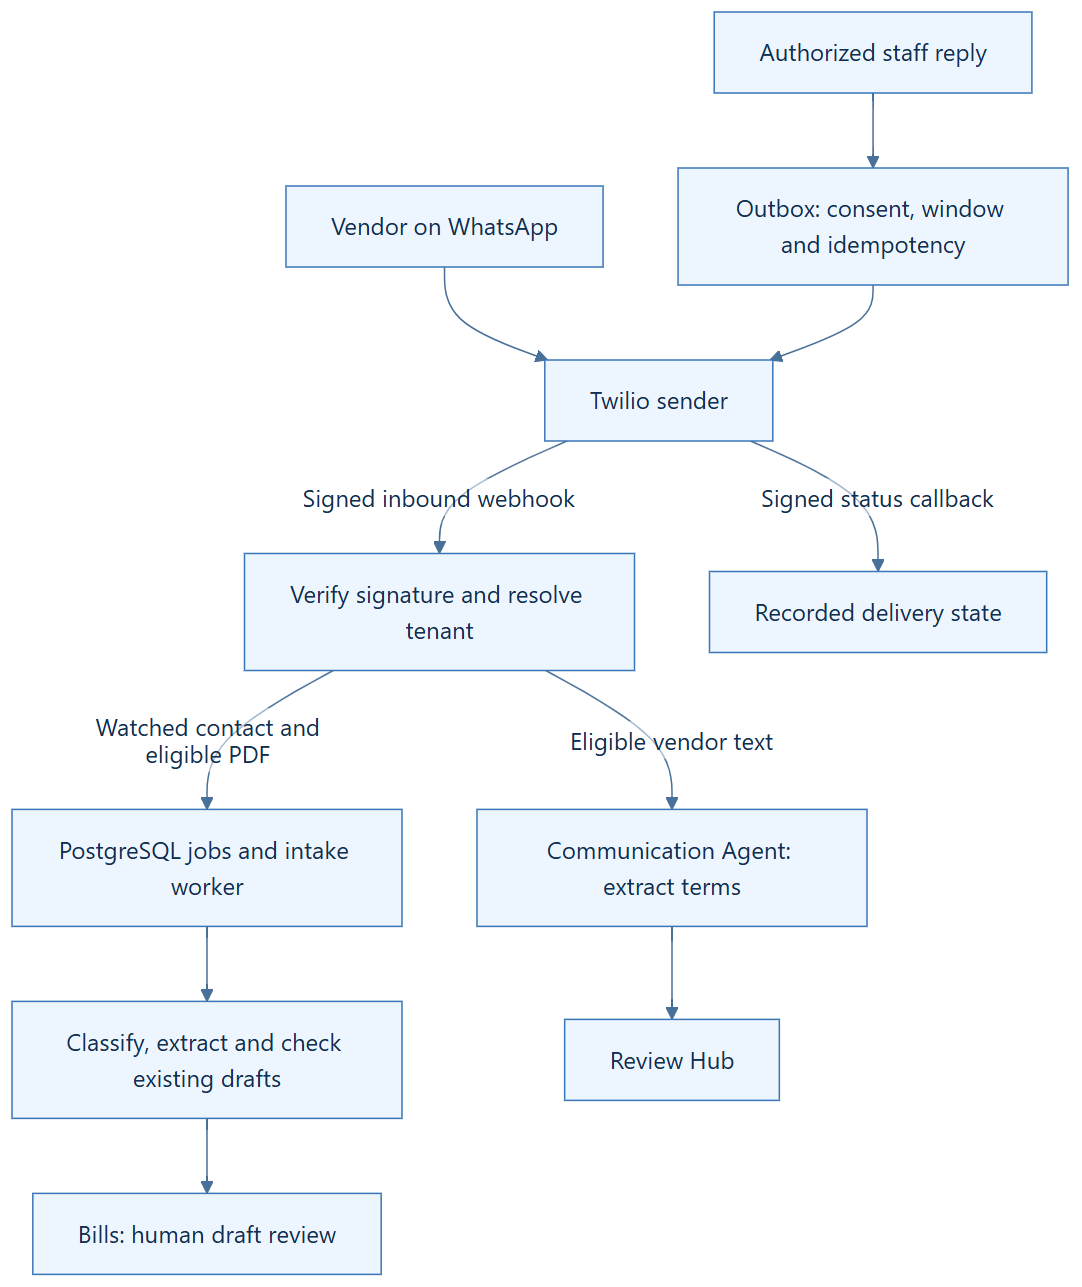 Authorized staff reply
Outbox: consent, window
and idempotency
Vendor on WhatsApp
Twilio sender
Signed inbound webhook
Signed status callback
Verify signature and resolve
tenant
Recorded delivery state
Watched contact and
eligible PDF
Eligible vendor text
PostgreSQL jobs and intake
worker
Communication Agent:
extract terms
Classify, extract and check
existing drafts
Review Hub
Bills: human draft review